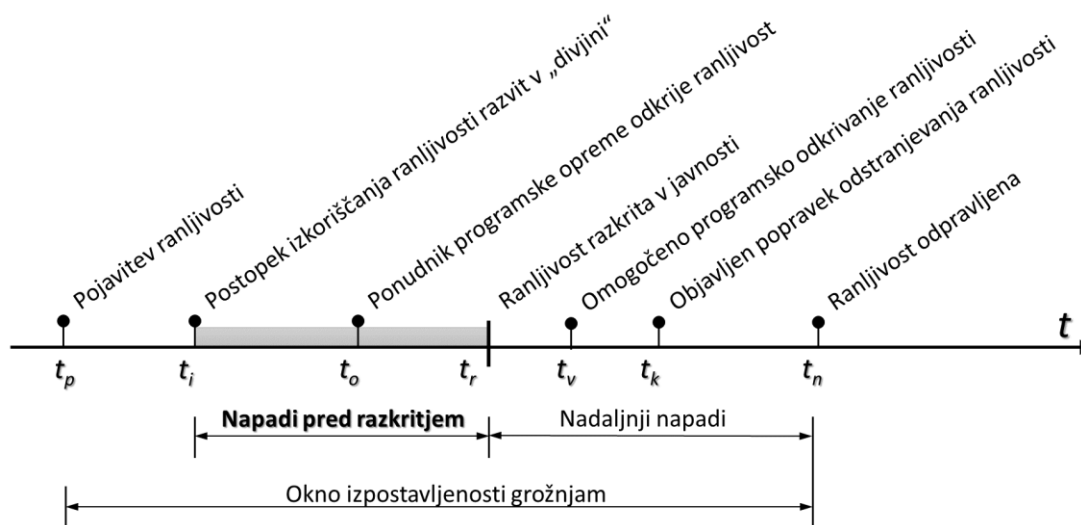 Pojavitev ranljivosti
Postopek izkoriščanja ranljivosti razvit v „divjini“
Ponudnik programske opreme odkrije ranljivost
Ranljivost razkrita v javnosti
Omogočeno programsko odkrivanje ranljivosti
Objavljen popravek odstranjevanja ranljivosti
Ranljivost odpravljena
t
tp ti to tr tv tk tn
Napadi pred razkritjem Nadaljnji napadi
Okno izpostavljenosti grožnjam